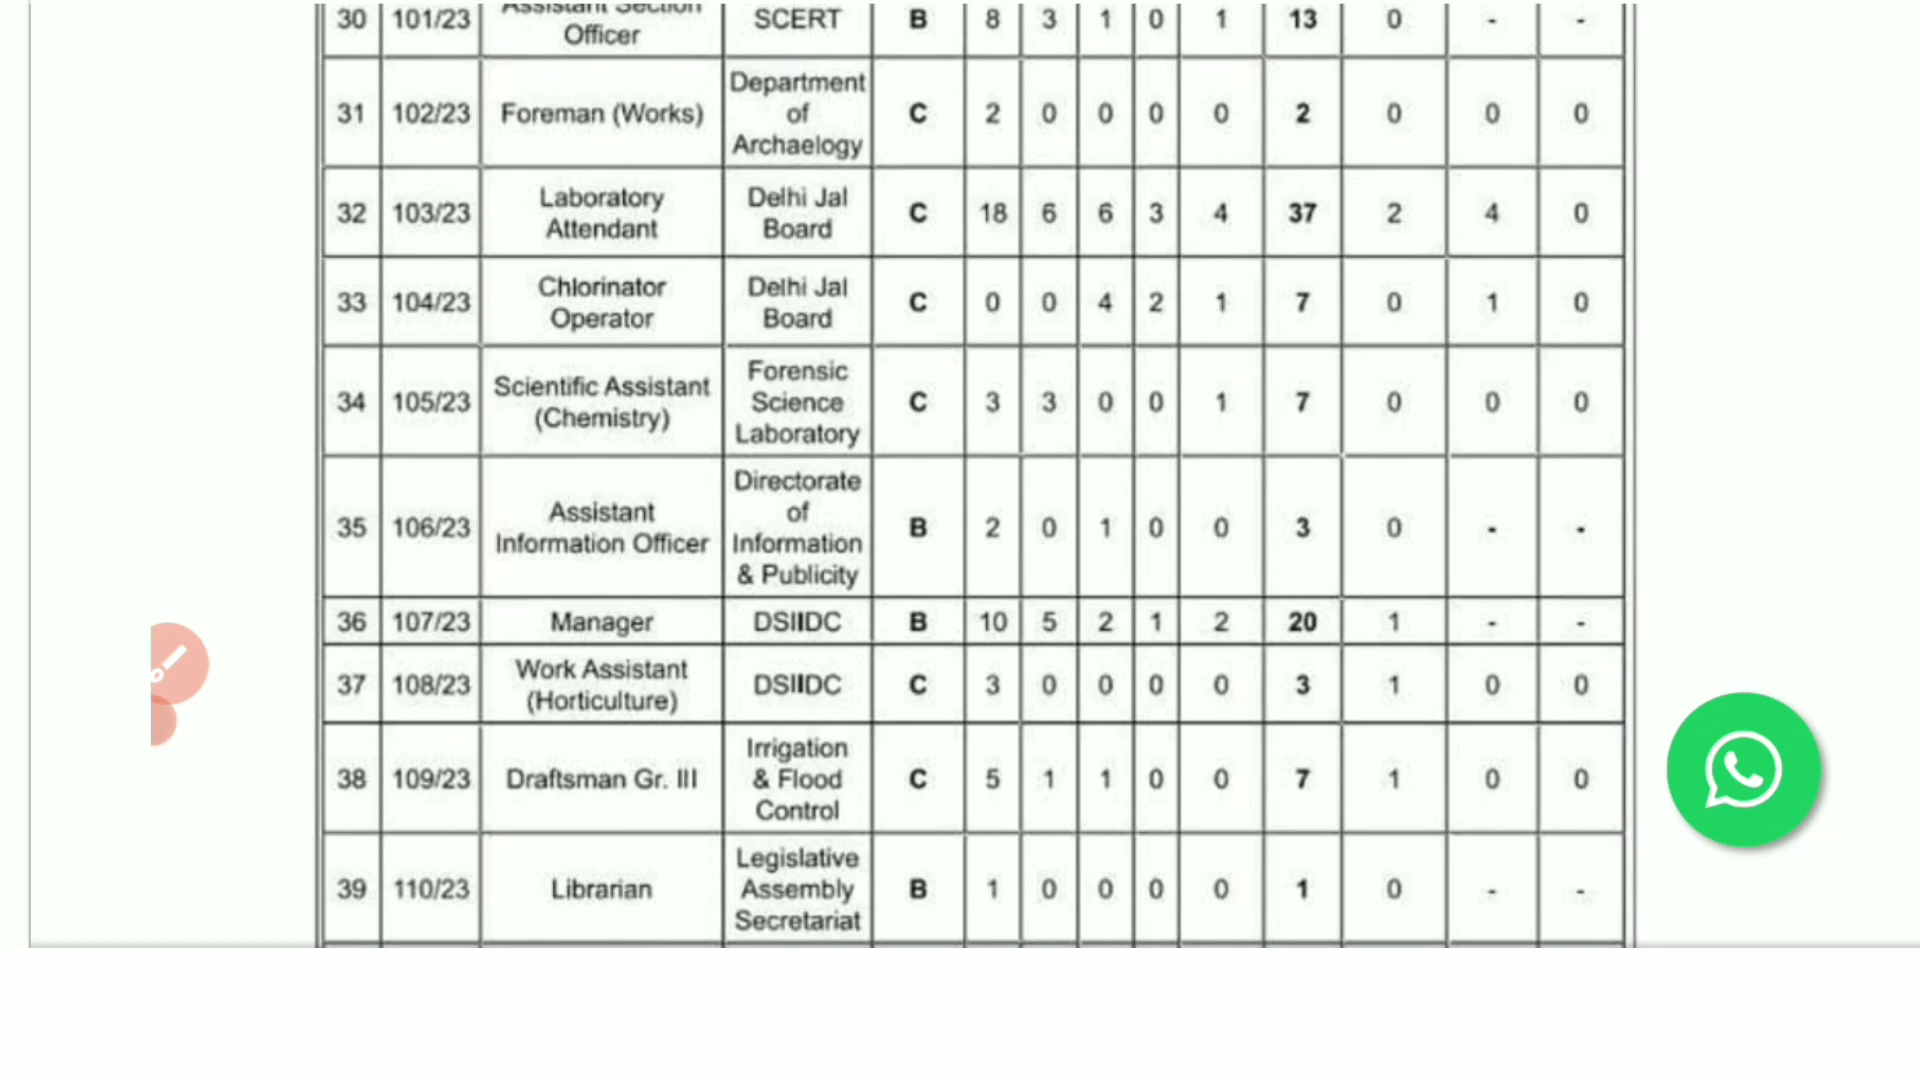 30 101/23 Assistant Section Officer SCERT B 8 3 1 0 1 13 0 - -
31 102/23 Foreman (Works) Department of Archaelogy C 2 0 0 0 0 2 0 0 0
32 103/23 Laboratory Attendant Delhi Jal Board C 18 6 6 3 4 37 2 4 0
33 104/23 Chlorinator Operator Delhi Jal Board C 0 0 4 2 1 7 0 1 0
34 105/23 Scientific Assistant (Chemistry) Forensic Science Laboratory C 3 3 0 0 1 7 0 0 0
35 106/23 Assistant Information Officer Directorate of Information & Publicity B 2 0 1 0 0 3 0 - -
36 107/23 Manager DSIIDC B 10 5 2 1 2 20 1 - -
37 108/23 Work Assistant (Horticulture) DSIIDC C 3 0 0 0 0 3 1 0 0
38 109/23 Draftsman Gr. III Irrigation & Flood Control C 5 1 1 0 0 7 1 0 0
39 110/23 Librarian Legislative Assembly Secretariat B 1 0 0 0 0 1 0 - -